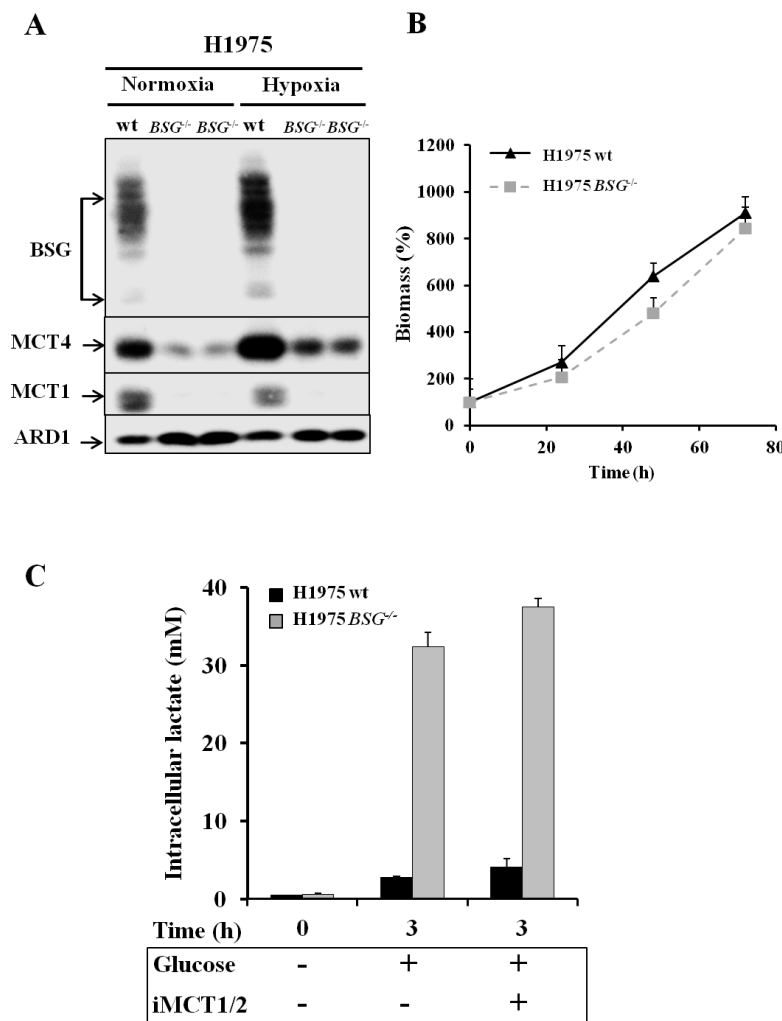 A
H1975
Normoxia Hypoxia
wt BSG-/- BSG-/- wt BSG-/- BSG-/-
BSG
MCT4
MCT1
ARD1
B
1200
1000
800
600
400
200
0
Biomass (%)
H1975 wt
H1975 BSG-/-
0 20 40 60 80
Time (h)
C
40
30
20
10
0
Intracellular lactate (mM)
H1975 wt
H1975 BSG-/-
Time (h) 0 3 3
Glucose - + +
iMCT1/2 - - +